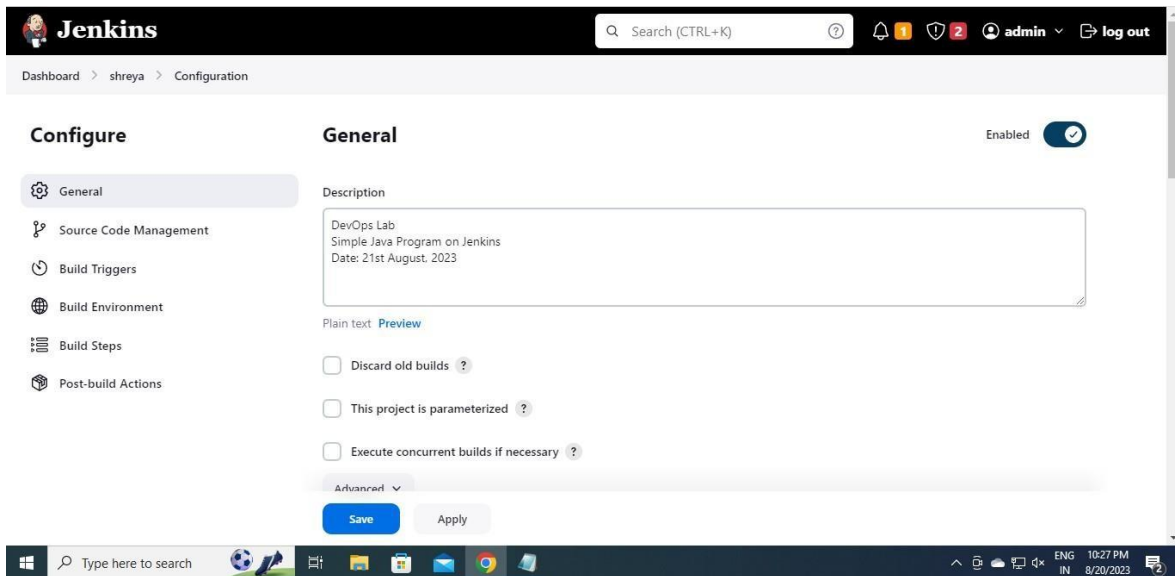 Jenkins
Search (CTRL+K)
?
1
2
admin
log out
Dashboard > shreya > Configuration
Configure
General
Source Code Management
Build Triggers
Build Environment
Build Steps
Post-build Actions
General
Enabled
Description
DevOps Lab
Simple Java Program on Jenkins
Date: 21st August, 2023
Plain text Preview
Discard old builds ?
This project is parameterized ?
Execute concurrent builds if necessary ?
Advanced
Save Apply
Type here to search
ENG
IN
10:27 PM
8/20/2023
2